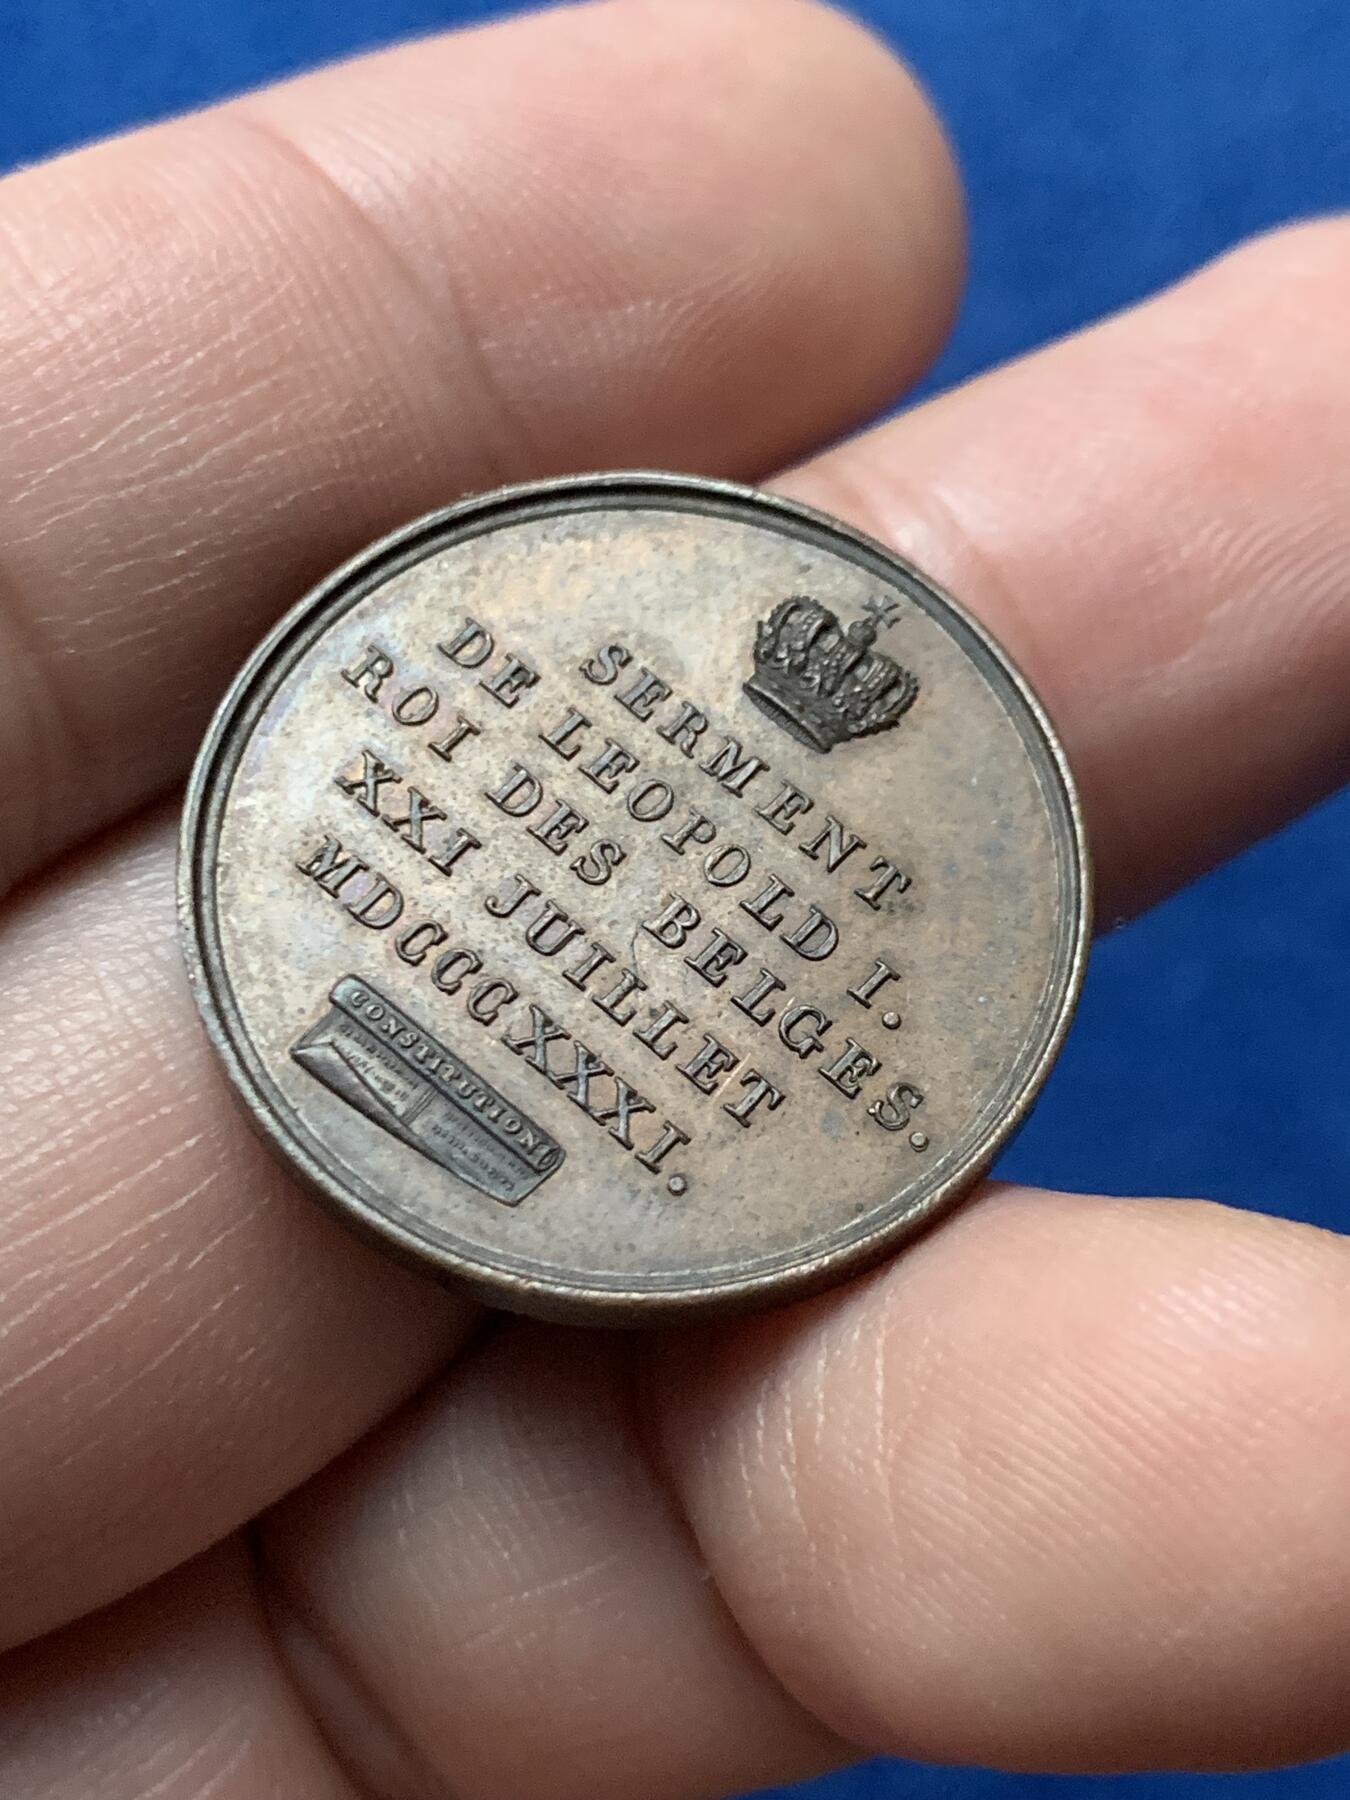 SERMENT
DE LEOPOLD I.
ROI DES BELGES.
XXI JUILLET
MDCCCXXXI.
CONSTITUTION